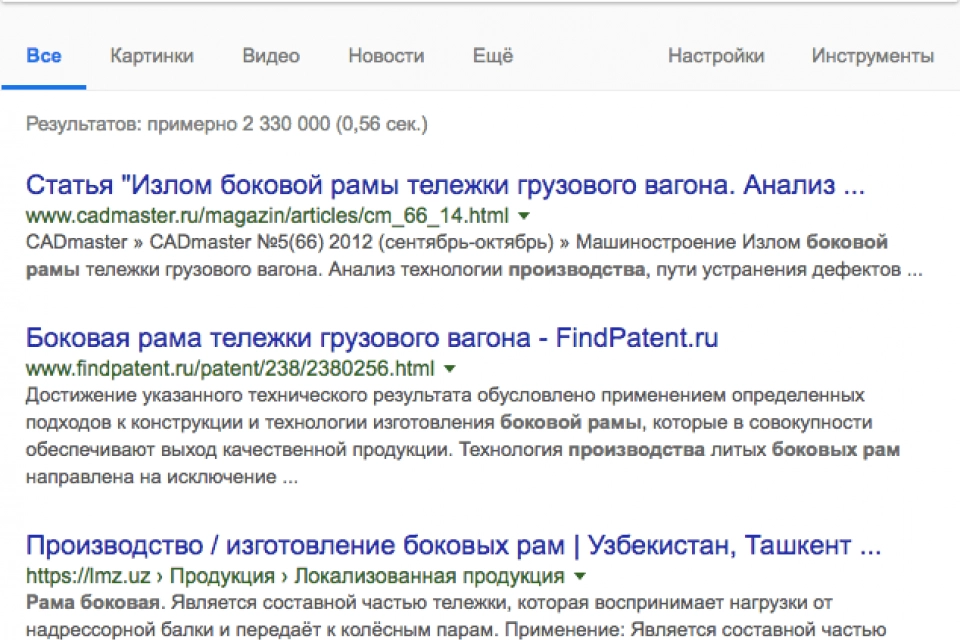 Все Картинки Видео Новости Ещё Настройки Инструменты
Результатов: примерно 2 330 000 (0,56 сек.)
Статья "Излом боковой рамы тележки грузового вагона. Анализ ...
www.cadmaster.ru/magazin/articles/cm_66_14.html
CADmaster » CADmaster №5(66) 2012 (сентябрь-октябрь) » Машиностроение Излом боковой
рамы тележки грузового вагона. Анализ технологии производства, пути устранения дефектов ...
Боковая рама тележки грузового вагона - FindPatent.ru
www.findpatent.ru/patent/238/2380256.html
Достижение указанного технического результата обусловлено применением определенных
подходов к конструкции и технологии изготовления боковой рамы, которые в совокупности
обеспечивают выход качественной продукции. Технология производства литых боковых рам
направлена на исключение ...
Производство / изготовление боковых рам | Узбекистан, Ташкент ...
https://lmz.uz › Продукция › Локализованная продукция
Рама боковая. Является составной частью тележки, которая воспринимает нагрузки от
надрессорной балки и передаёт к колёсным парам. Применение: Является составной частью